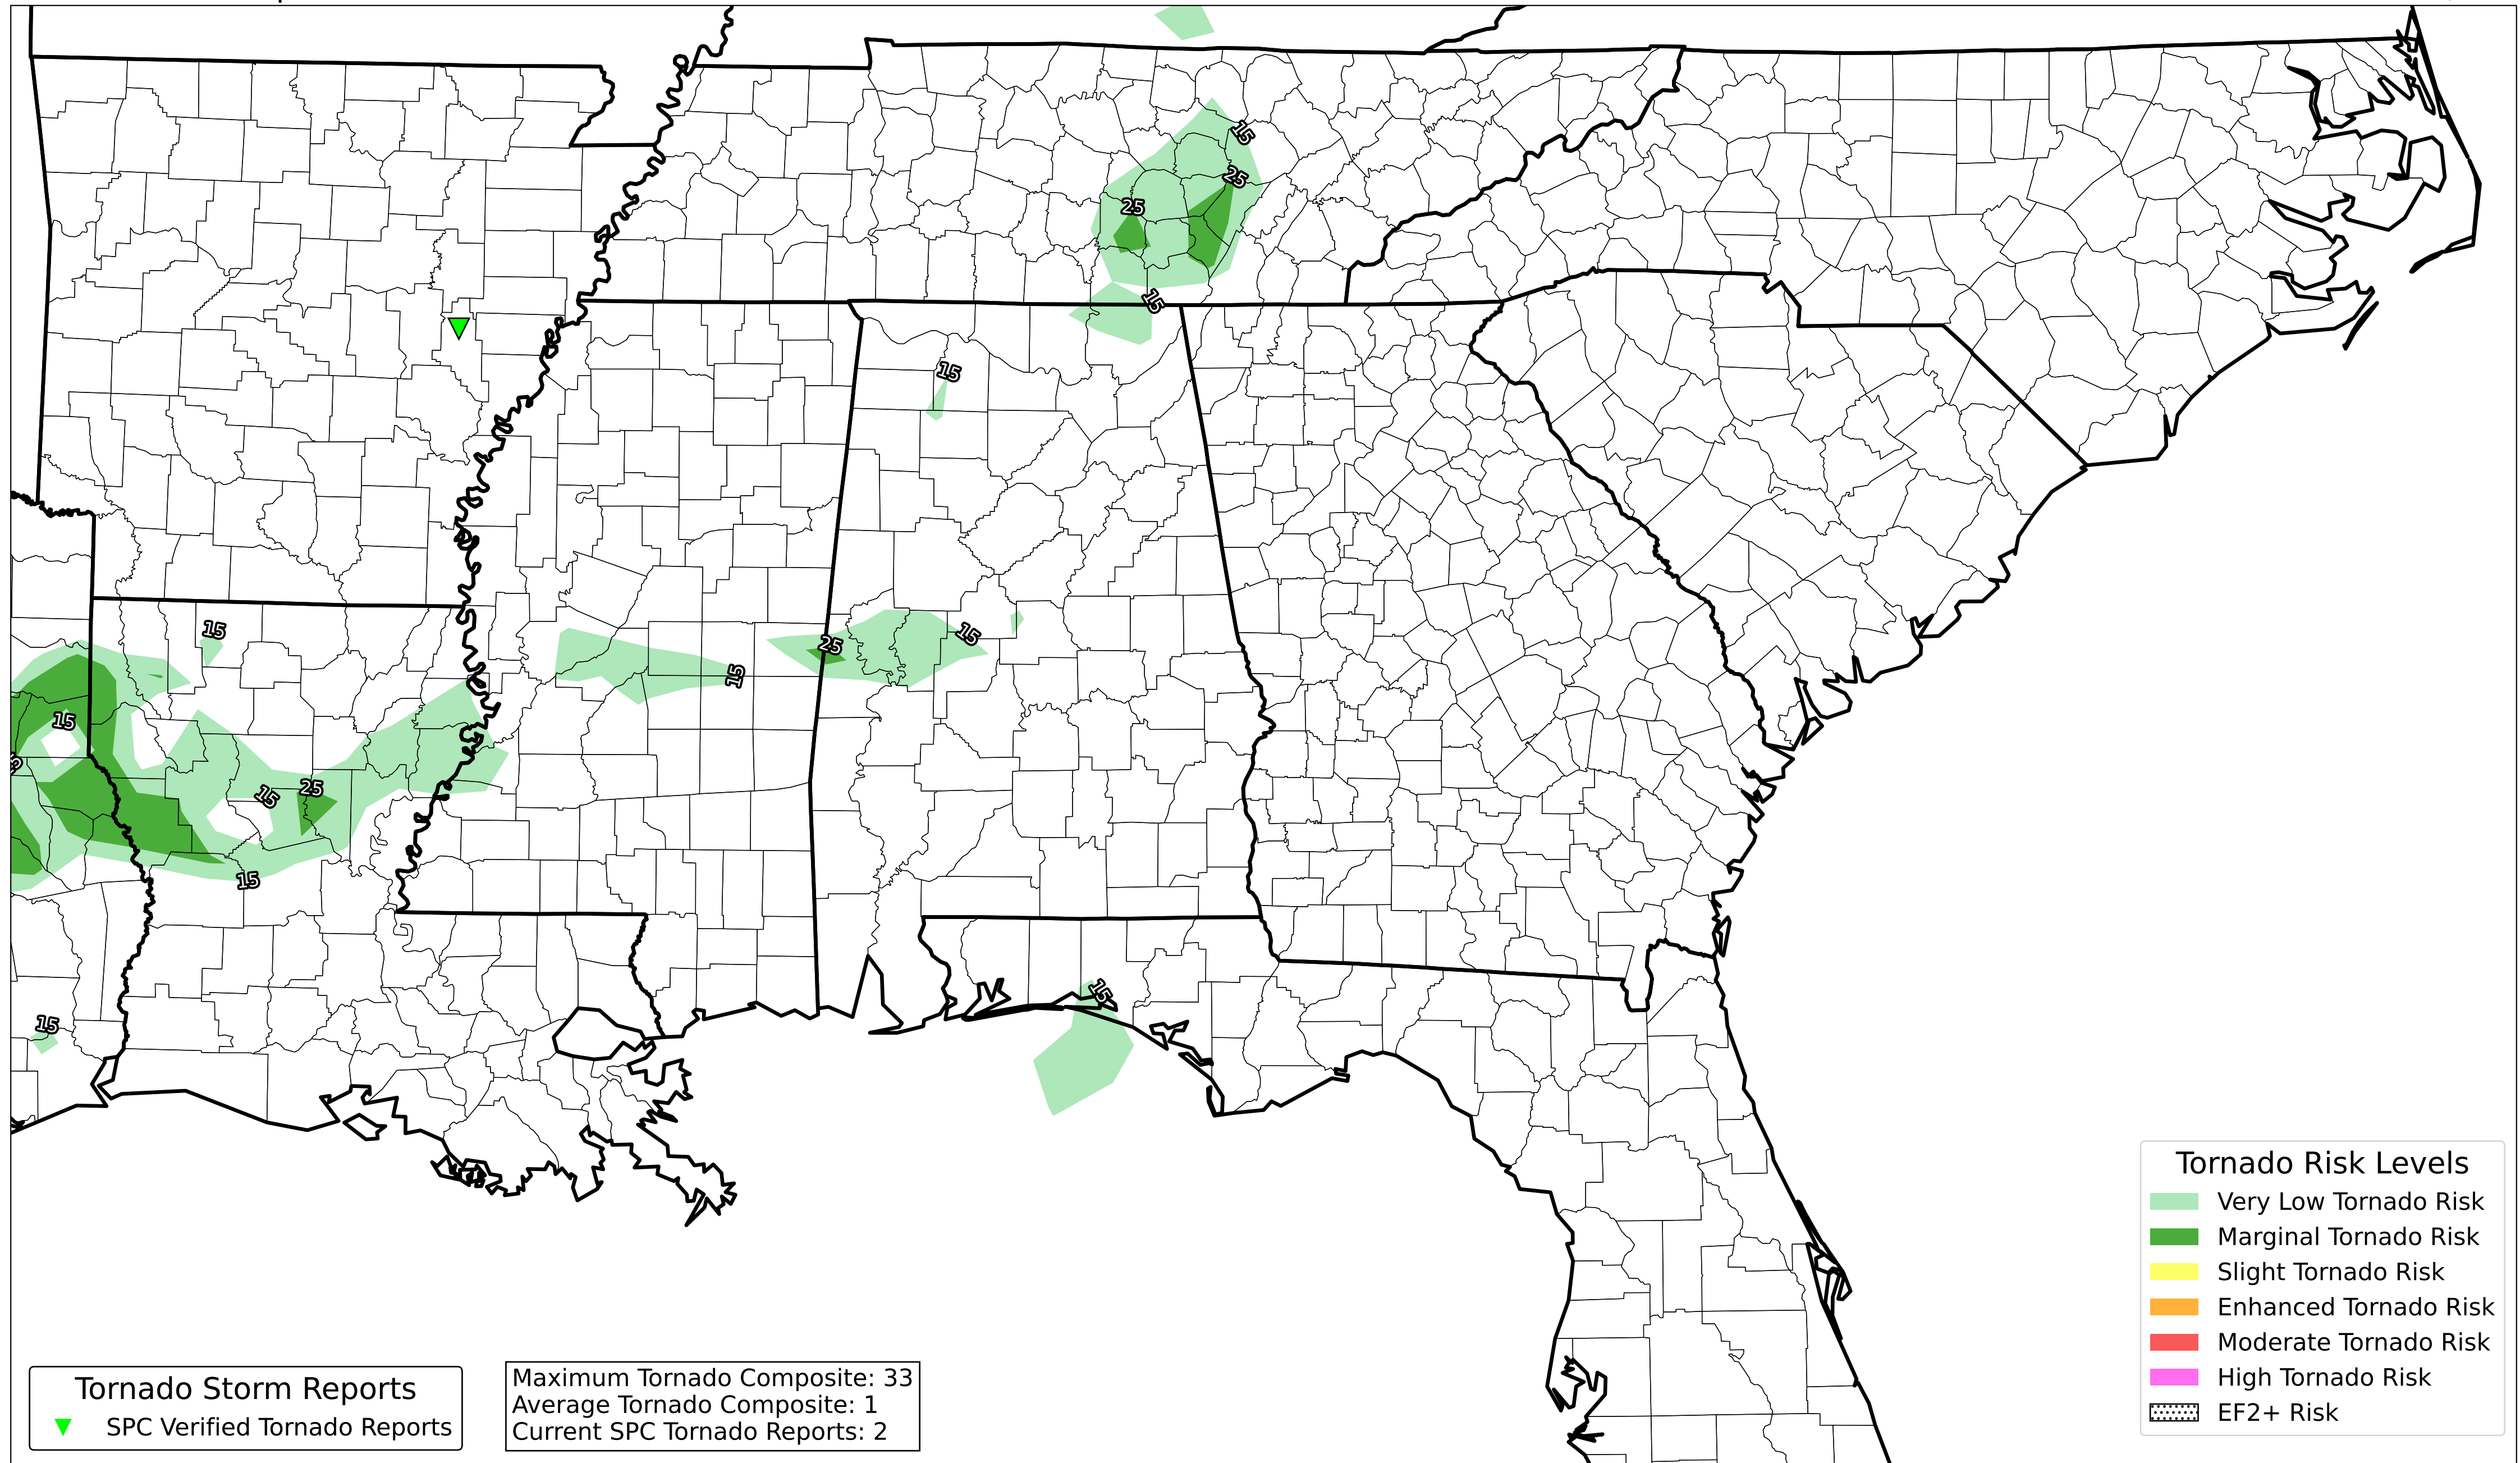 15
25
25
15
15
15
15
25
15
15
15
25
15
15
15
15
Tornado Risk Levels
Very Low Tornado Risk
Marginal Tornado Risk
Slight Tornado Risk
Enhanced Tornado Risk
Moderate Tornado Risk
High Tornado Risk
EF2+ Risk
Tornado Storm Reports
SPC Verified Tornado Reports
Maximum Tornado Composite: 33
Average Tornado Composite: 1
Current SPC Tornado Reports: 2